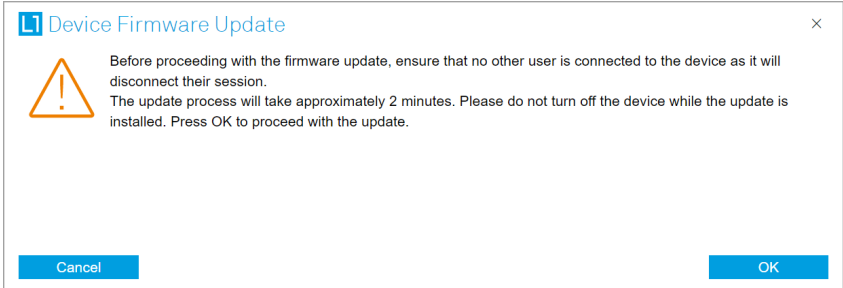 L1 Device Firmware Update
Before proceeding with the firmware update, ensure that no other user is connected to the device as it will
disconnect their session.
The update process will take approximately 2 minutes. Please do not turn off the device while the update is
installed. Press OK to proceed with the update.
Cancel
OK